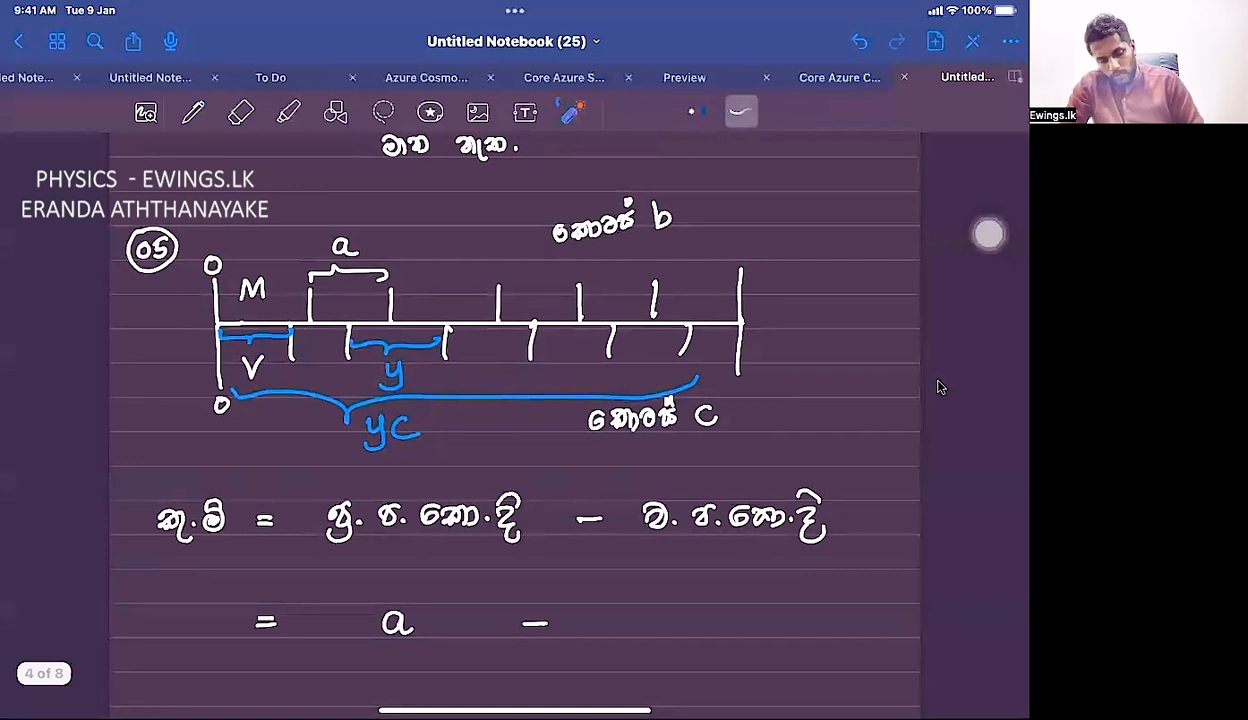 9:41 AM Tue 9 Jan 100%
Untitled Notebook (25)
led Note... Untitled Note... To Do Azure Cosmo... Core Azure S... Preview Core Azure C... Untitled...
Ewings.lk
මාන නැත.
PHYSICS - EWINGS.LK
ERANDA ATHTHANAYAKE
05
කොටස් b
a
0
M
V
y
0
කොටස් c
yc
කු.මි = ප්‍ර. ප. කො.දි - ව. ප. කො.දි
= a -
4 of 8